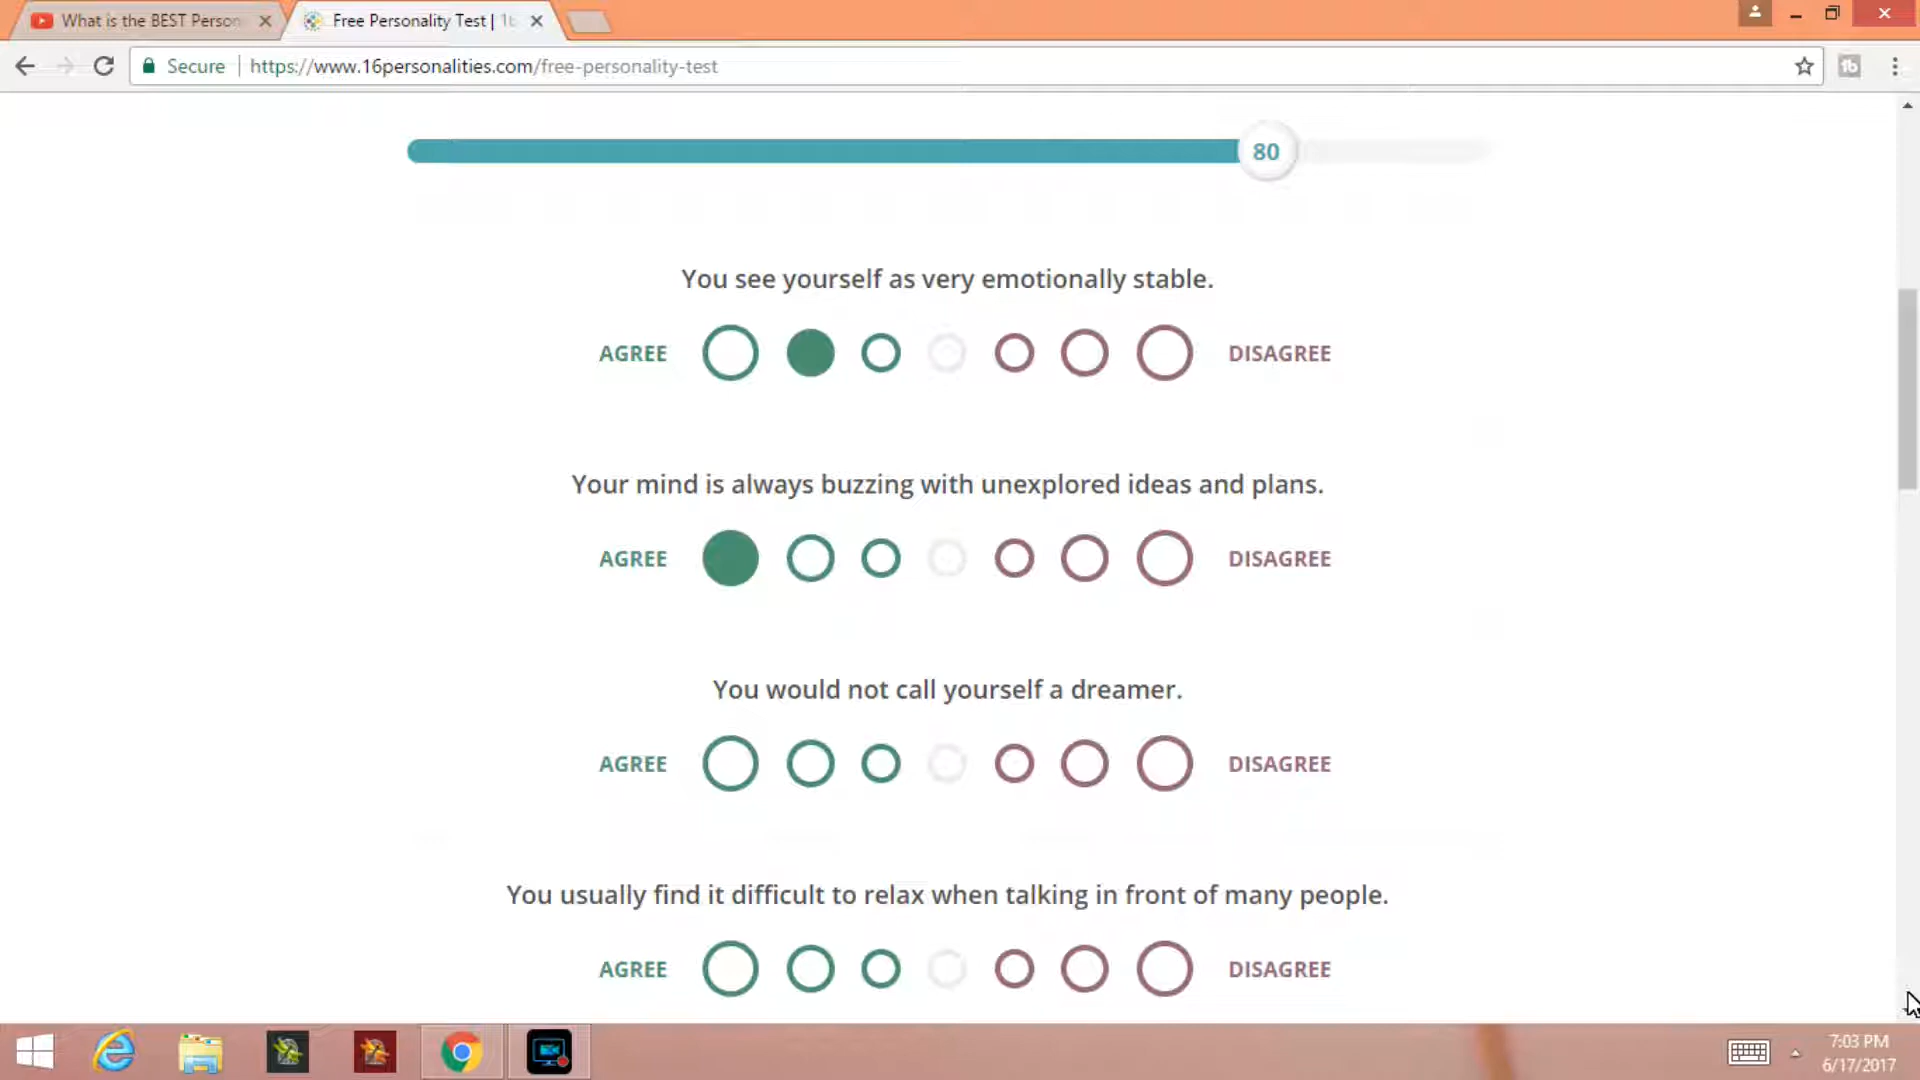 What is the BEST Person
Free Personality Test | 16
Secure
https://www.16personalities.com/free-personality-test
80
You see yourself as very emotionally stable.
AGREE
DISAGREE
Your mind is always buzzing with unexplored ideas and plans.
AGREE
DISAGREE
You would not call yourself a dreamer.
AGREE
DISAGREE
You usually find it difficult to relax when talking in front of many people.
AGREE
DISAGREE
7:03 PM
6/17/2017